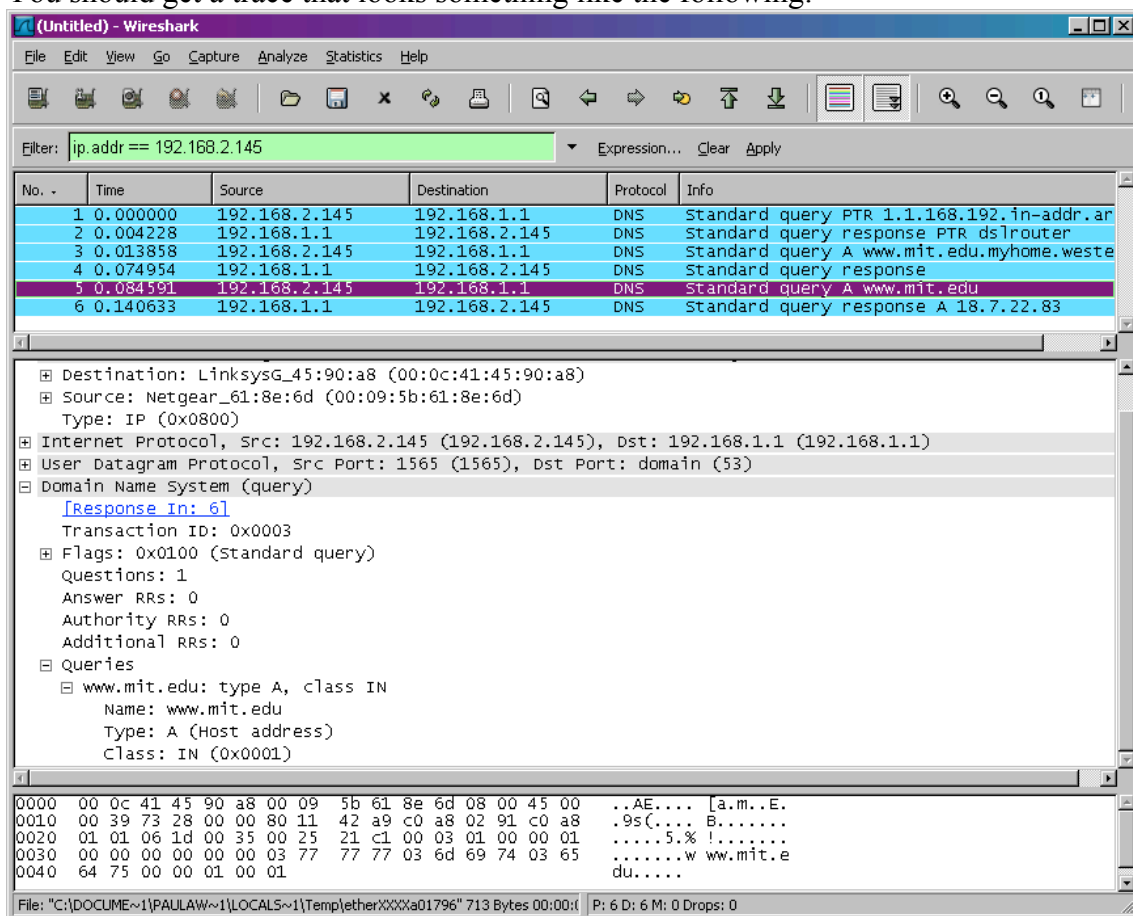 You should get a trace that looks something like the following:
(Untitled) - Wireshark
File Edit View Go Capture Analyze Statistics Help
Filter: ip.addr == 192.168.2.145 Expression... Clear Apply
No. - Time Source Destination Protocol Info
1 0.000000 192.168.2.145 192.168.1.1 DNS Standard query PTR 1.1.168.192.in-addr.ar
2 0.004228 192.168.1.1 192.168.2.145 DNS Standard query response PTR dslrouter
3 0.013858 192.168.2.145 192.168.1.1 DNS Standard query A www.mit.edu.myhome.weste
4 0.074954 192.168.1.1 192.168.2.145 DNS Standard query response
5 0.084591 192.168.2.145 192.168.1.1 DNS Standard query A www.mit.edu
6 0.140633 192.168.1.1 192.168.2.145 DNS Standard query response A 18.7.22.83
Destination: LinksysG_45:90:a8 (00:0c:41:45:90:a8)
Source: Netgear_61:8e:6d (00:09:5b:61:8e:6d)
Type: IP (0x0800)
Internet Protocol, Src: 192.168.2.145 (192.168.2.145), Dst: 192.168.1.1 (192.168.1.1)
User Datagram Protocol, Src Port: 1565 (1565), Dst Port: domain (53)
Domain Name System (query)
[Response In: 6]
Transaction ID: 0x0003
Flags: 0x0100 (Standard query)
Questions: 1
Answer RRs: 0
Authority RRs: 0
Additional RRs: 0
Queries
www.mit.edu: type A, class IN
Name: www.mit.edu
Type: A (Host address)
Class: IN (0x0001)
0000 00 0c 41 45 90 a8 00 09 5b 61 8e 6d 08 00 45 00 ..AE.... [a.m..E.
0010 00 39 73 28 00 00 80 11 42 a9 c0 a8 02 91 c0 a8 .9s(.... B.......
0020 01 01 06 1d 00 35 00 25 21 c1 00 03 01 00 00 01 .....5.% !.......
0030 00 00 00 00 00 00 03 77 77 77 03 6d 69 74 03 65 .......w ww.mit.e
0040 64 75 00 00 01 00 01 du.....
File: "C:\DOCUME~1\PAULAW~1\LOCALS~1\Temp\etherXXXXa01796" 713 Bytes 00:00:( P: 6 D: 6 M: 0 Drops: 0